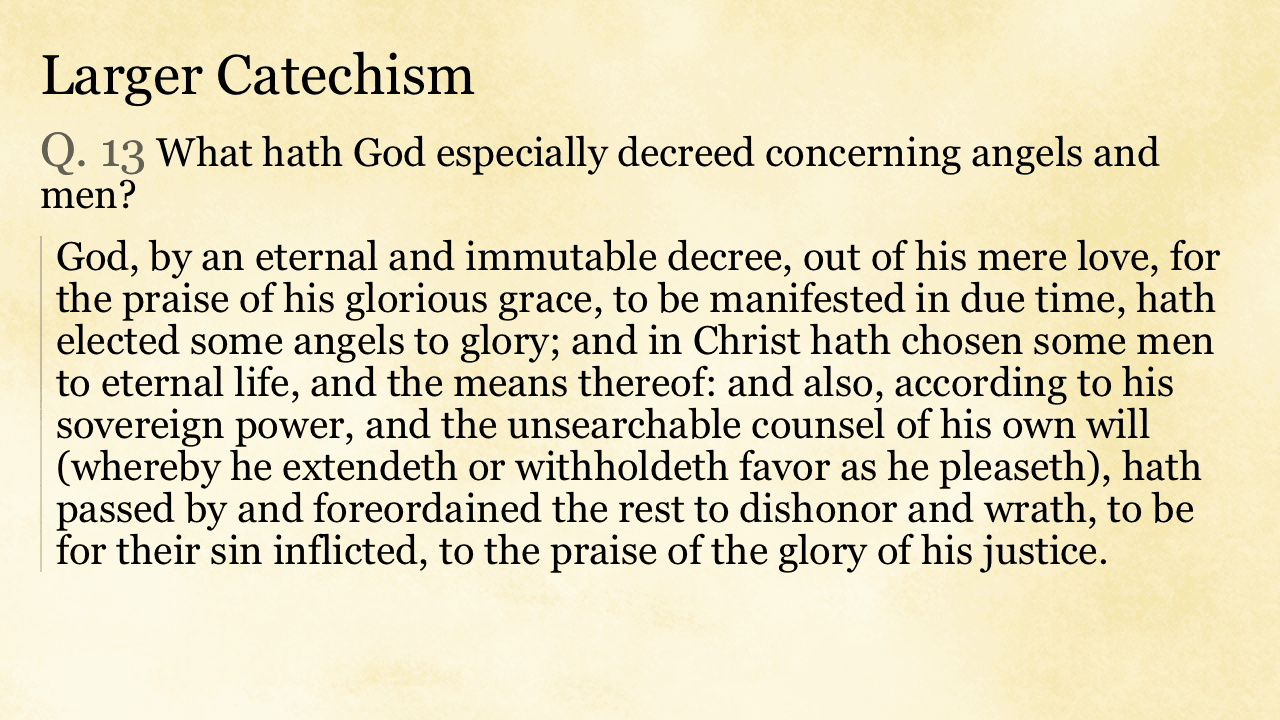 Larger Catechism
Q. 13 What hath God especially decreed concerning angels and
men?
God, by an eternal and immutable decree, out of his mere love, for
the praise of his glorious grace, to be manifested in due time, hath
elected some angels to glory; and in Christ hath chosen some men
to eternal life, and the means thereof: and also, according to his
sovereign power, and the unsearchable counsel of his own will
(whereby he extendeth or withholdeth favor as he pleaseth), hath
passed by and foreordained the rest to dishonor and wrath, to be
for their sin inflicted, to the praise of the glory of his justice.